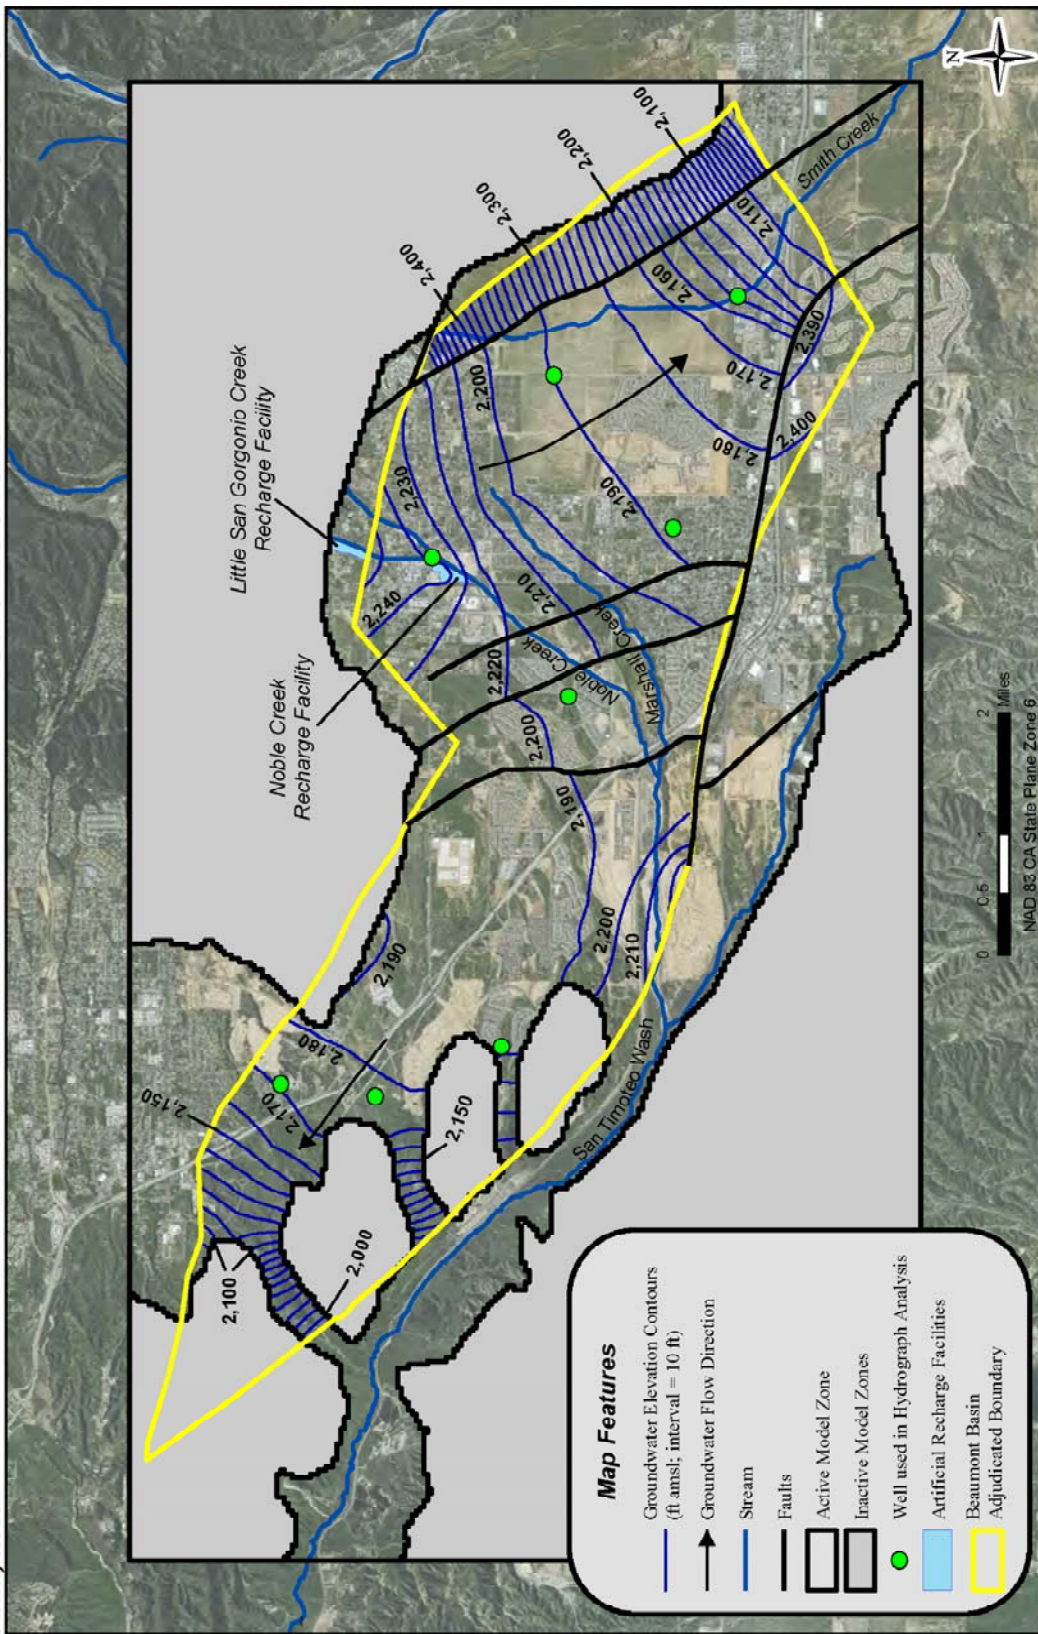 Little San Gorgonio Creek
Recharge Facility
Noble Creek
Recharge Facility
2,400
2,300
2,200
2,100
2,240
2,230
2,200
2,220
2,210
2,200
2,190
2,190
2,180
2,170
2,160
2,110
2,390
2,400
2,190
2,200
2,210
2,190
2,180
2,170
2,150
2,150
2,100
2,000
Noble Creek
Marshall Creek
Smith Creek
San Timoteo Wash
N
Map Features
Groundwater Elevation Contours
(ft amsl; interval = 10 ft)
Groundwater Flow Direction
Stream
Faults
Active Model Zone
Inactive Model Zones
Well used in Hydrograph Analysis
Artificial Recharge Facilities
Beaumont Basin
Adjudicated Boundary
0 0.5 1 2
Miles
NAD 83 CA State Plane Zone 6